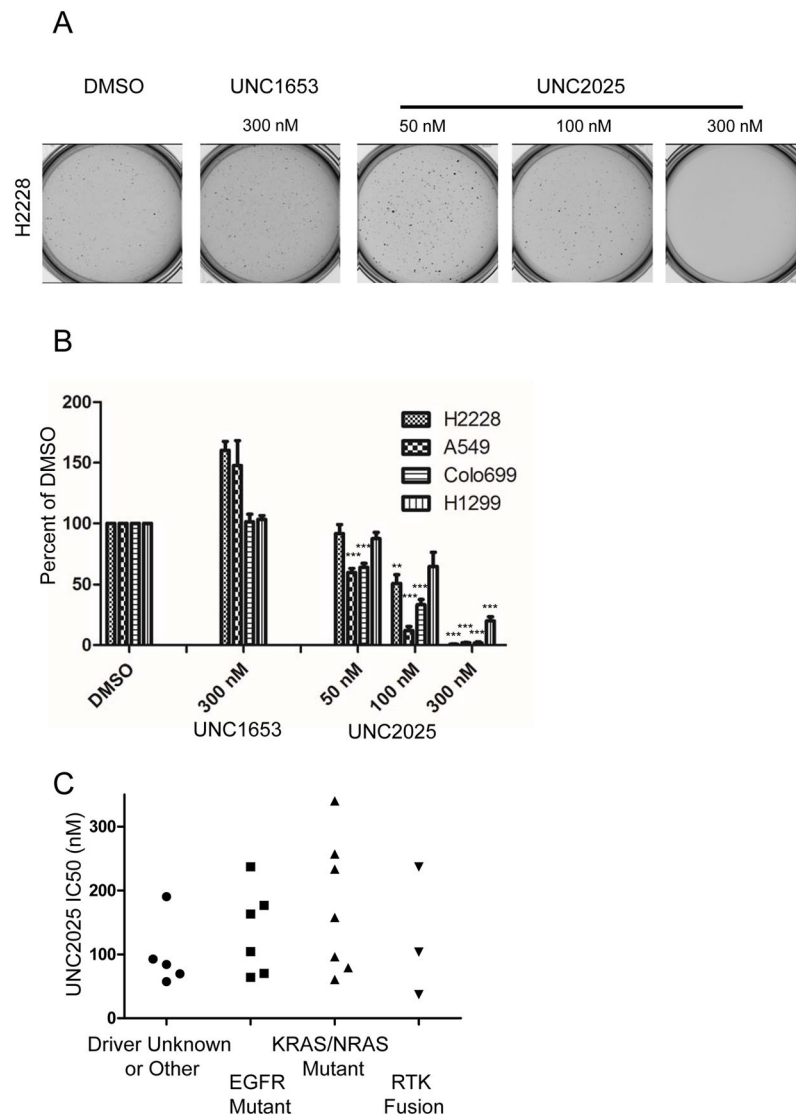 A
DMSO UNC1653 UNC2025
300 nM 50 nM 100 nM 300 nM
H2228
B
Percent of DMSO
200
150
100
50
0
H2228
A549
Colo699
H1299
*** *** ** *** *** *** *** *** ***
DMSO 300 nM 50 nM 100 nM 300 nM
UNC1653 UNC2025
C
UNC2025 IC50 (nM)
300
200
100
0
Driver Unknown KRAS/NRAS
or Other Mutant
EGFR RTK
Mutant Fusion